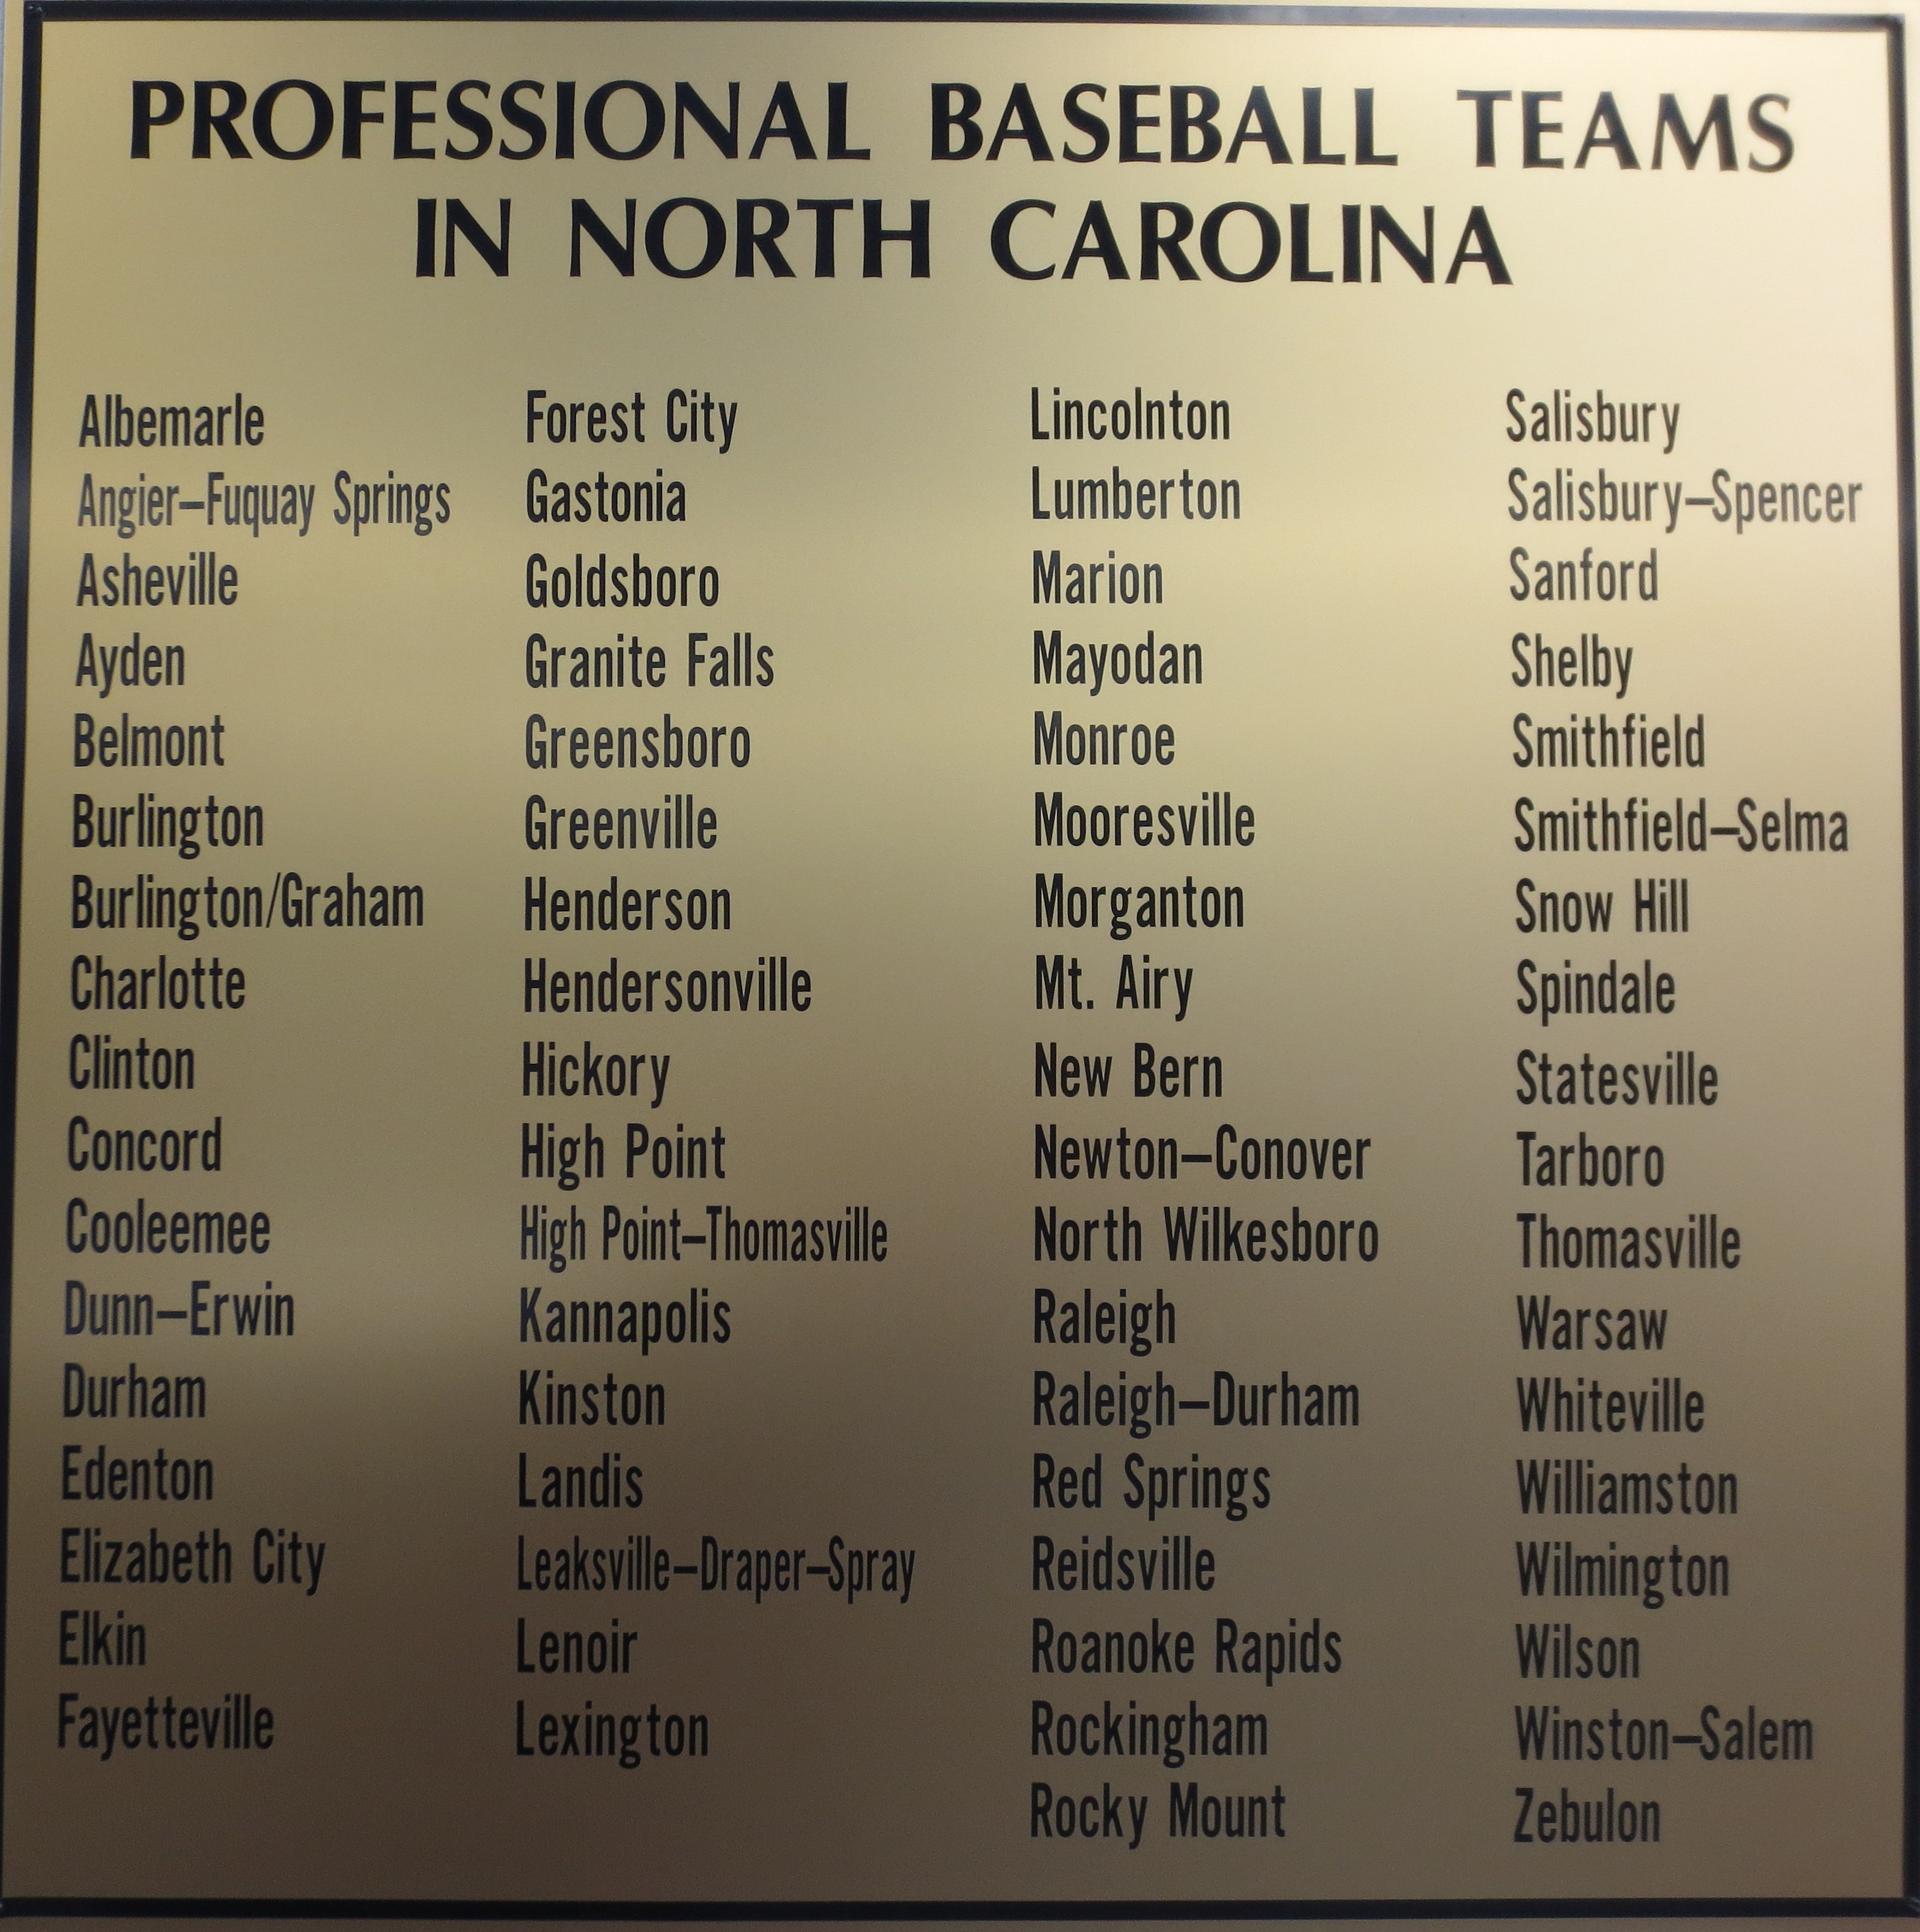 PROFESSIONAL BASEBALL TEAMS
IN NORTH CAROLINA
Albemarle
Angier–Fuquay Springs
Asheville
Ayden
Belmont
Burlington
Burlington/Graham
Charlotte
Clinton
Concord
Cooleemee
Dunn–Erwin
Durham
Edenton
Elizabeth City
Elkin
Fayetteville
Forest City
Gastonia
Goldsboro
Granite Falls
Greensboro
Greenville
Henderson
Hendersonville
Hickory
High Point
High Point–Thomasville
Kannapolis
Kinston
Landis
Leaksville–Draper–Spray
Lenoir
Lexington
Lincolnton
Lumberton
Marion
Mayodan
Monroe
Mooresville
Morganton
Mt. Airy
New Bern
Newton–Conover
North Wilkesboro
Raleigh
Raleigh–Durham
Red Springs
Reidsville
Roanoke Rapids
Rockingham
Rocky Mount
Salisbury
Salisbury–Spencer
Sanford
Shelby
Smithfield
Smithfield–Selma
Snow Hill
Spindale
Statesville
Tarboro
Thomasville
Warsaw
Whiteville
Williamston
Wilmington
Wilson
Winston–Salem
Zebulon